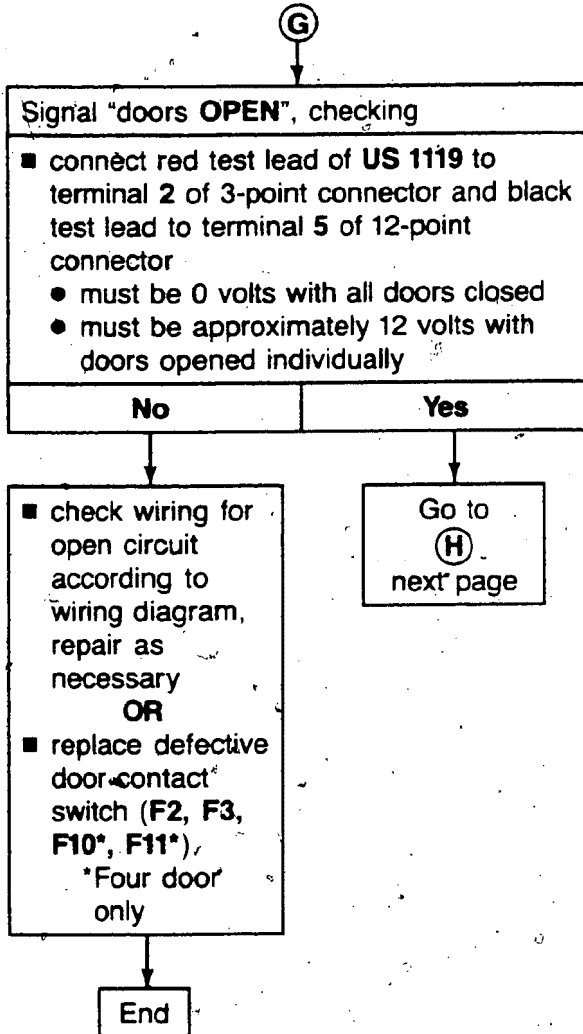 G
Signal "doors OPEN", checking
■ connect red test lead of US 1119 to
terminal 2 of 3-point connector and black
test lead to terminal 5 of 12-point
connector
● must be 0 volts with all doors closed
● must be approximately 12 volts with
doors opened individually
No
Yes
■ check wiring for
open circuit
according to
wiring diagram,
repair as
necessary
OR
■ replace defective
door contact
switch (F2, F3,
F10*, F11*)
*Four door
only
End
Go to
H
next page